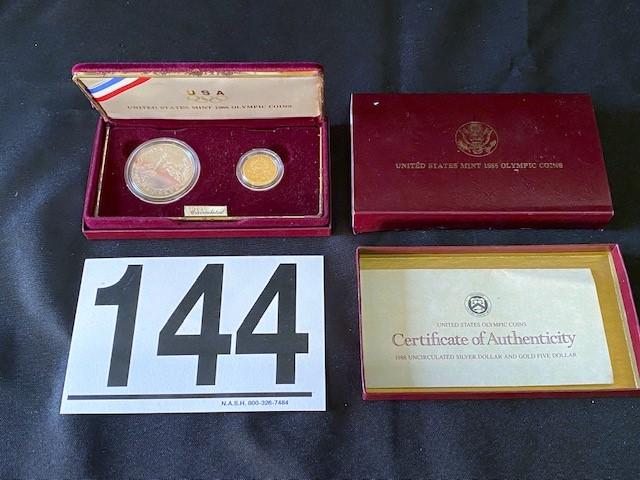 USA
UNITED STATES MINT 1988 OLYMPIC COINS
Uncirculated
UNITED STATES MINT 1988 OLYMPIC COINS
144
N.A.S.H. 800-326-7484
UNITED STATES OLYMPIC COINS
Certificate of Authenticity
1988 UNCIRCULATED SILVER DOLLAR AND GOLD FIVE DOLLAR